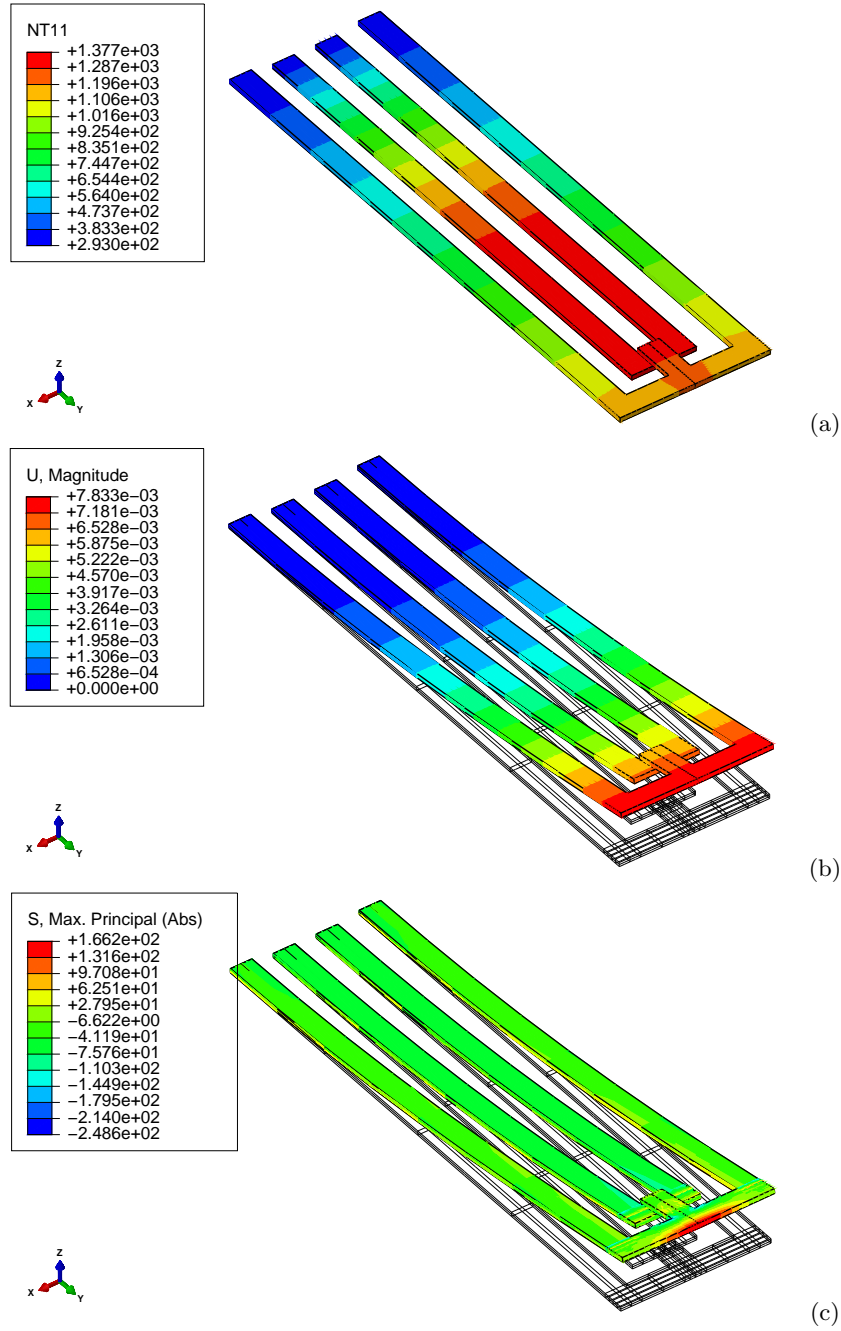 NT11
+1.377e+03
+1.287e+03
+1.196e+03
+1.106e+03
+1.016e+03
+9.254e+02
+8.351e+02
+7.447e+02
+6.544e+02
+5.640e+02
+4.737e+02
+3.833e+02
+2.930e+02
Z
X
Y
(a)
U, Magnitude
+7.833e−03
+7.181e−03
+6.528e−03
+5.875e−03
+5.222e−03
+4.570e−03
+3.917e−03
+3.264e−03
+2.611e−03
+1.958e−03
+1.306e−03
+6.528e−04
+0.000e+00
Z
X
Y
(b)
S, Max. Principal (Abs)
+1.662e+02
+1.316e+02
+9.708e+01
+6.251e+01
+2.795e+01
−6.622e+00
−4.119e+01
−7.576e+01
−1.103e+02
−1.449e+02
−1.795e+02
−2.140e+02
−2.486e+02
Z
X
Y
(c)